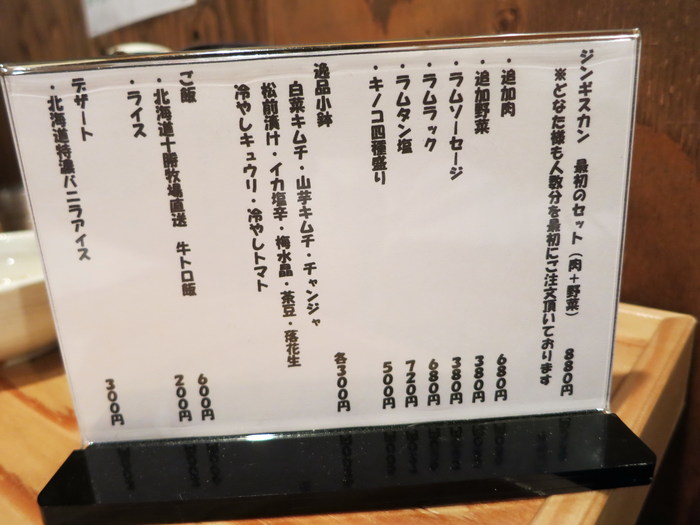 ジンギスカン 最初のセット（肉＋野菜） 880円
※どなた様も人数分を最初にご注文頂いております
・追加肉 680円
・追加野菜 380円
・ラムソーセージ 380円
・ラムラック 680円
・ラムタン塩 720円
・キノコ四種盛り 500円
逸品小鉢 各300円
白菜キムチ・山芋キムチ・チャンジャ
松前漬け・イカ塩辛・梅水晶・茶豆・落花生
冷やしキュウリ・冷やしトマト
ご飯
・北海道十勝牧場直送 牛トロ飯 600円
・ライス 200円
デザート
・北海道特濃バニラアイス 300円